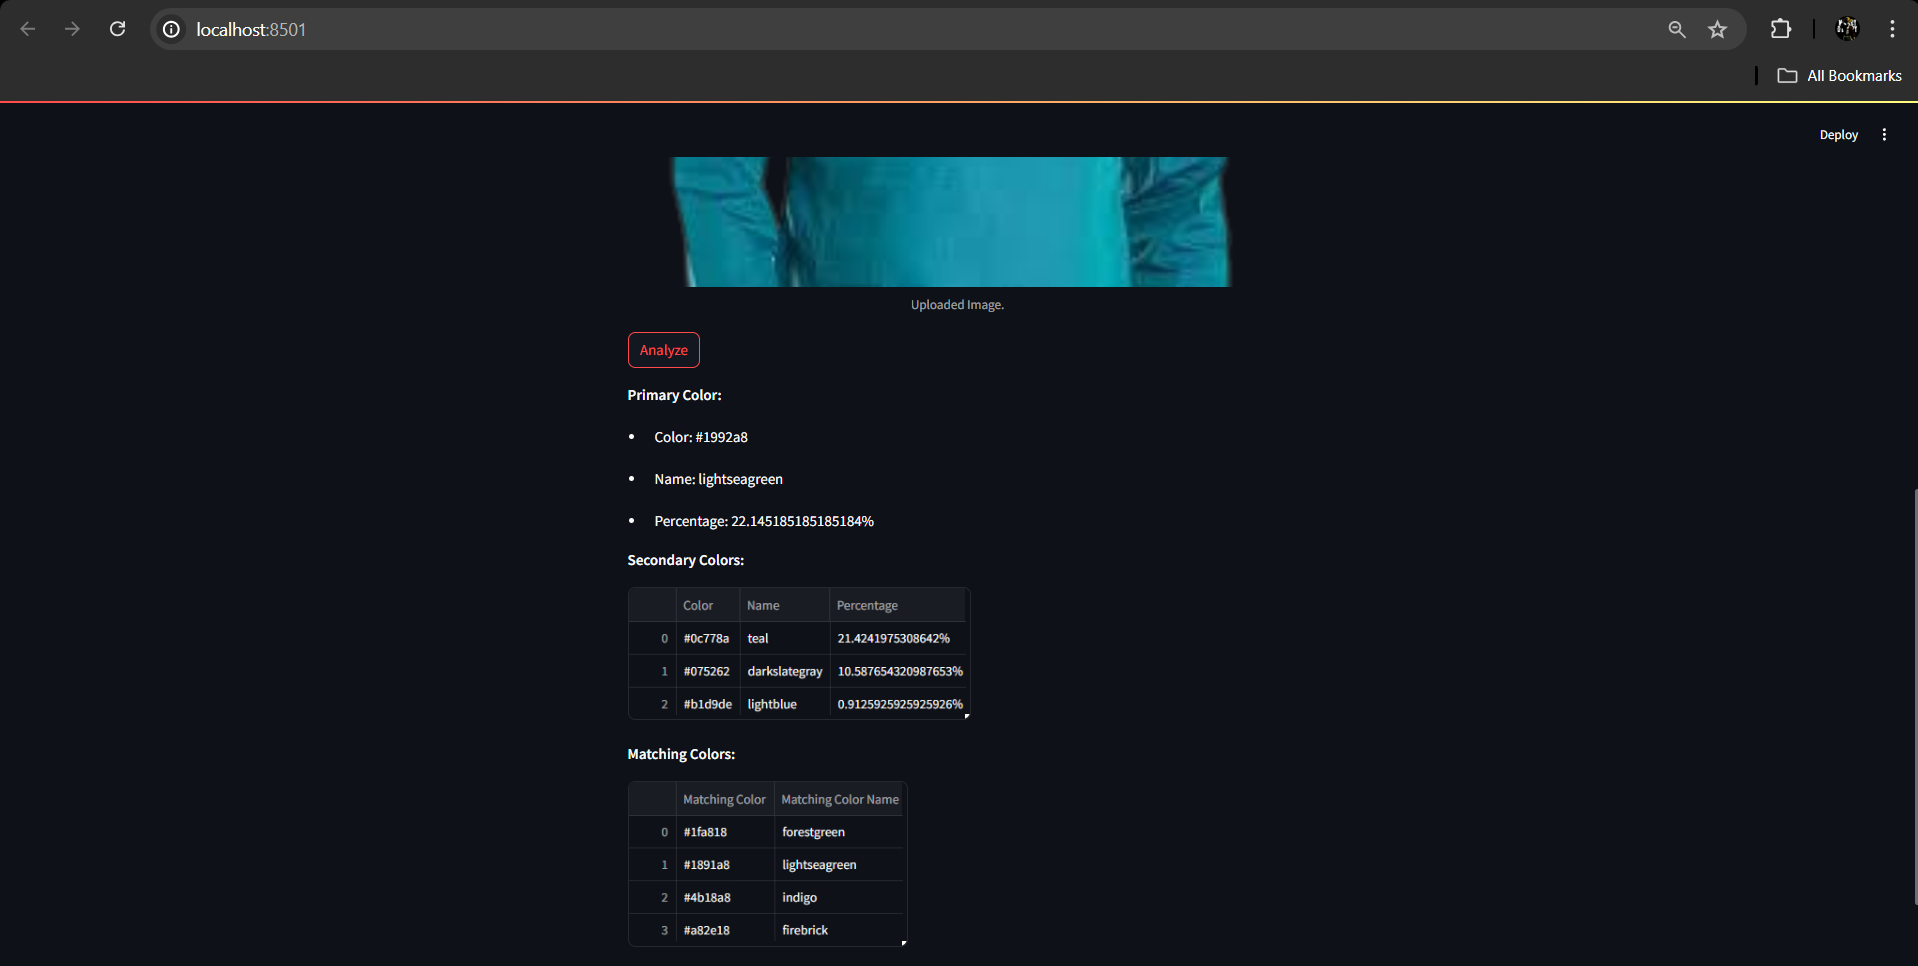 localhost:8501
All Bookmarks
Deploy
Uploaded Image.
Analyze
Primary Color:
• Color: #1992a8
• Name: lightseagreen
• Percentage: 22.145185185185184%
Secondary Colors:
Color Name Percentage
0 #0c778a teal 21.4241975308642%
1 #075262 darkslategray 10.587654320987653%
2 #b1d9de lightblue 0.9125925925925926%
Matching Colors:
Matching Color Matching Color Name
0 #1fa818 forestgreen
1 #1891a8 lightseagreen
2 #4b18a8 indigo
3 #a82e18 firebrick